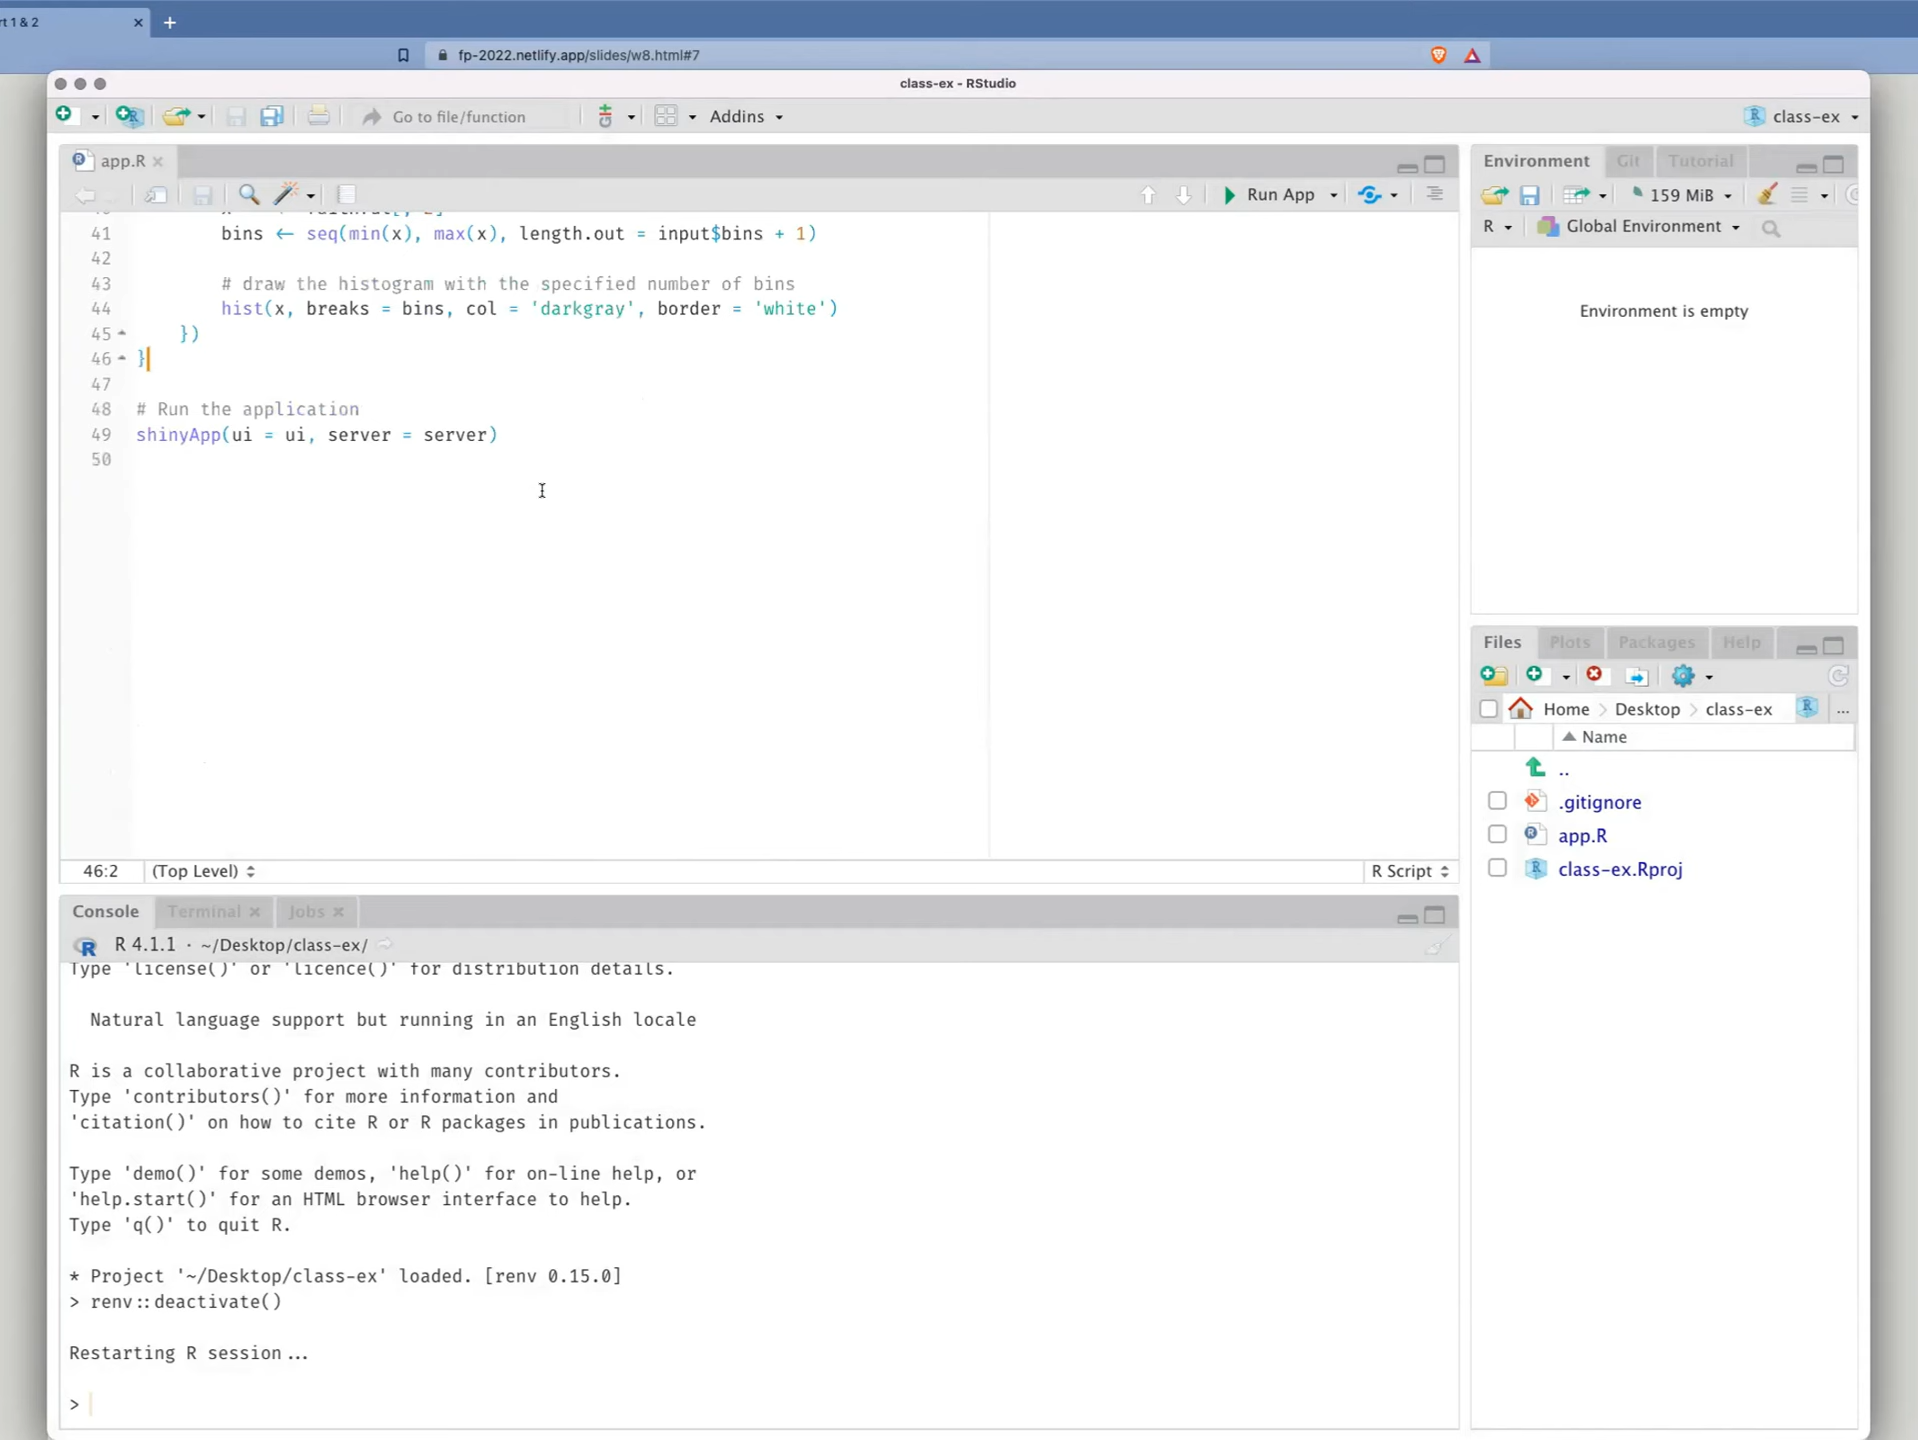 rt 1 & 2
fp-2022.netlify.app/slides/w8.html#7
class-ex - RStudio
Go to file/function
Addins
class-ex
app.R
Run App
41 bins ← seq(min(x), max(x), length.out = input$bins + 1)
42
43 # draw the histogram with the specified number of bins
44 hist(x, breaks = bins, col = 'darkgray', border = 'white')
45 })
46 }
47
48 # Run the application
49 shinyApp(ui = ui, server = server)
50
46:2 (Top Level) R Script
Console Terminal Jobs
R 4.1.1 · ~/Desktop/class-ex/
Type 'license()' or 'licence()' for distribution details.
Natural language support but running in an English locale
R is a collaborative project with many contributors.
Type 'contributors()' for more information and
'citation()' on how to cite R or R packages in publications.
Type 'demo()' for some demos, 'help()' for on-line help, or
'help.start()' for an HTML browser interface to help.
Type 'q()' to quit R.
* Project '~/Desktop/class-ex' loaded. [renv 0.15.0]
> renv::deactivate()
Restarting R session...
>
Environment Git Tutorial
159 MiB
R Global Environment
Environment is empty
Files Plots Packages Help
Home Desktop class-ex ...
Name
..
.gitignore
app.R
class-ex.Rproj